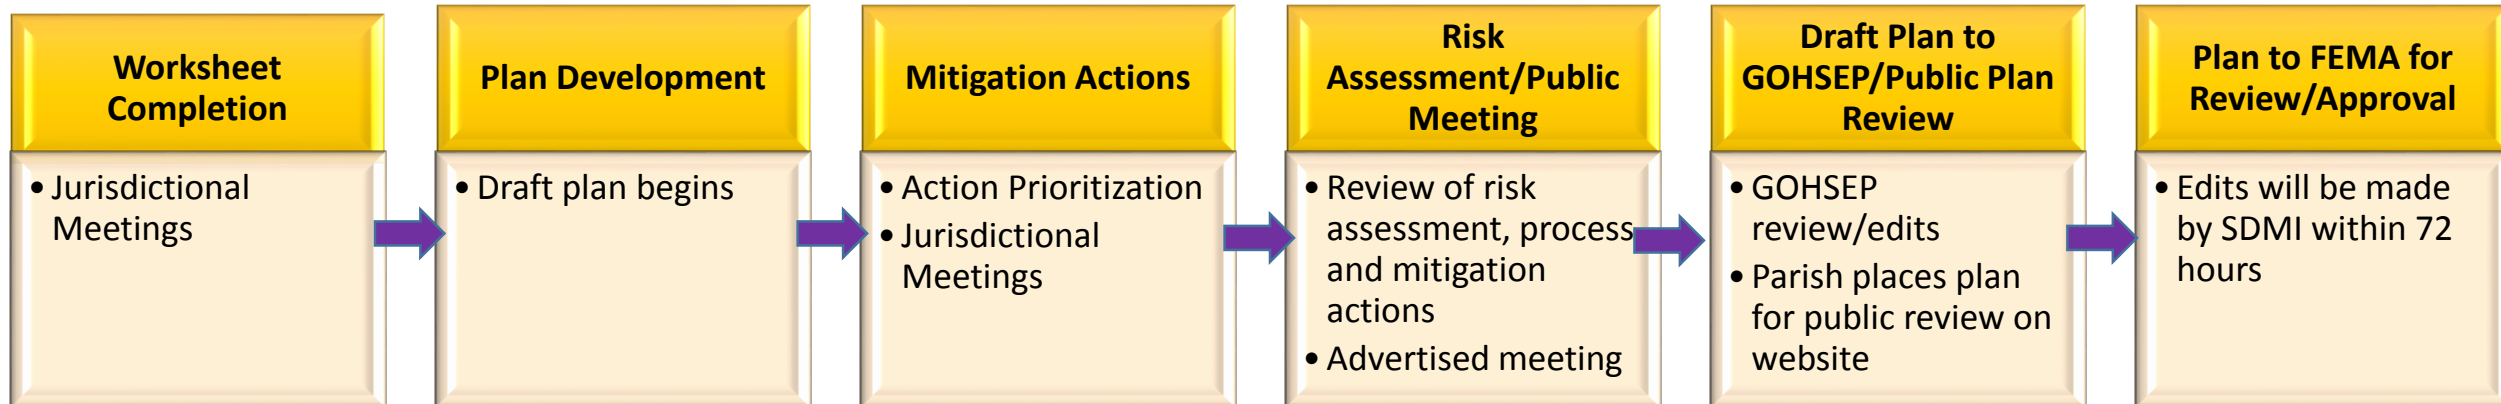 Worksheet
Completion
• Jurisdictional
Meetings
Plan Development
• Draft plan begins
Mitigation Actions
• Action Prioritization
• Jurisdictional
Meetings
Risk
Assessment/Public
Meeting
• Review of risk
assessment, process
and mitigation
actions
• Advertised meeting
Draft Plan to
GOHSEP/Public Plan
Review
• GOHSEP
review/edits
• Parish places plan
for public review on
website
Plan to FEMA for
Review/Approval
• Edits will be made
by SDMI within 72
hours